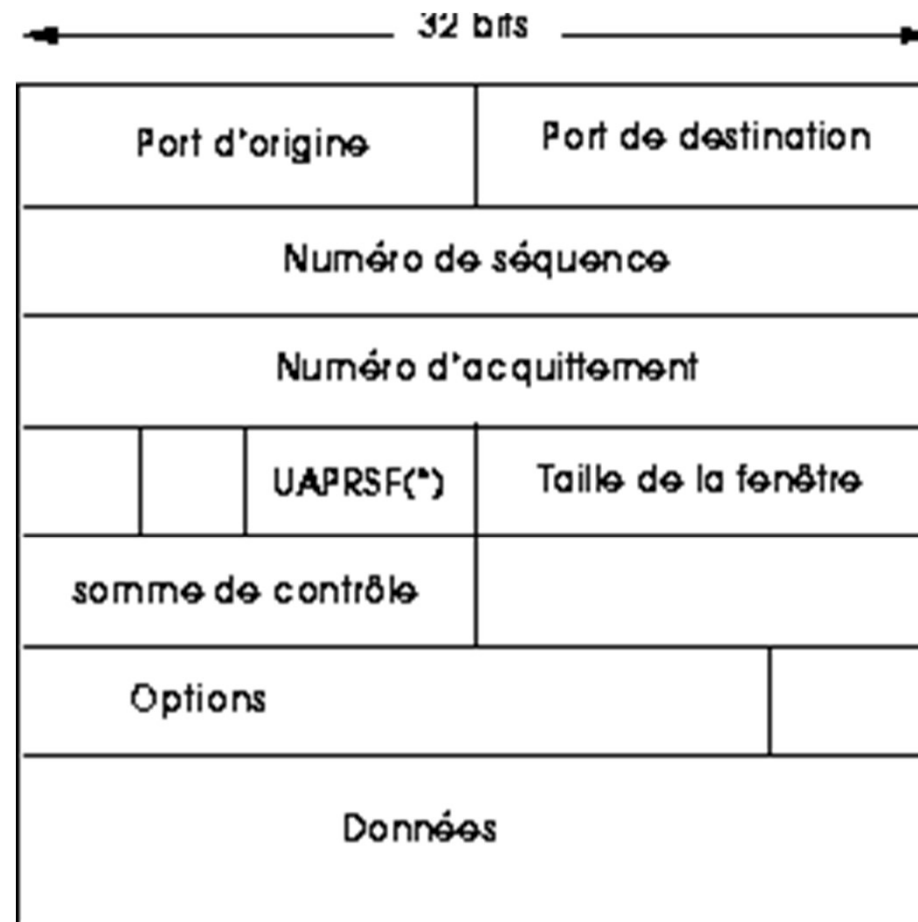 32 bits
Port d'origine
Port de destination
Numéro de séquence
Numéro d'acquittement
UAPRSF(*)
Taille de la fenêtre
somme de contrôle
Options
Données